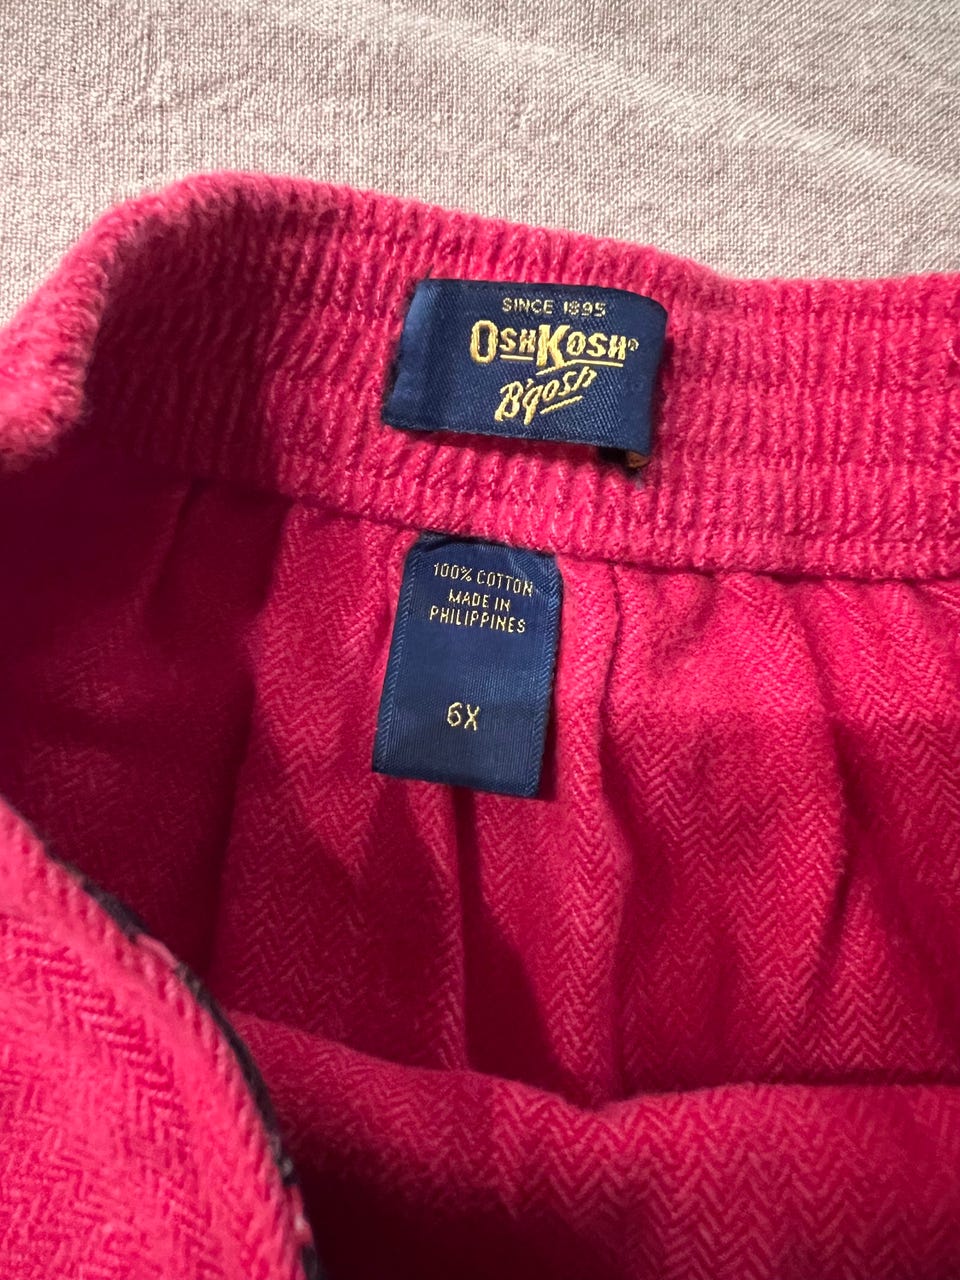 SINCE 1895
OSHKOSH®
B'gosh
100% COTTON
MADE IN
PHILIPPINES
6X